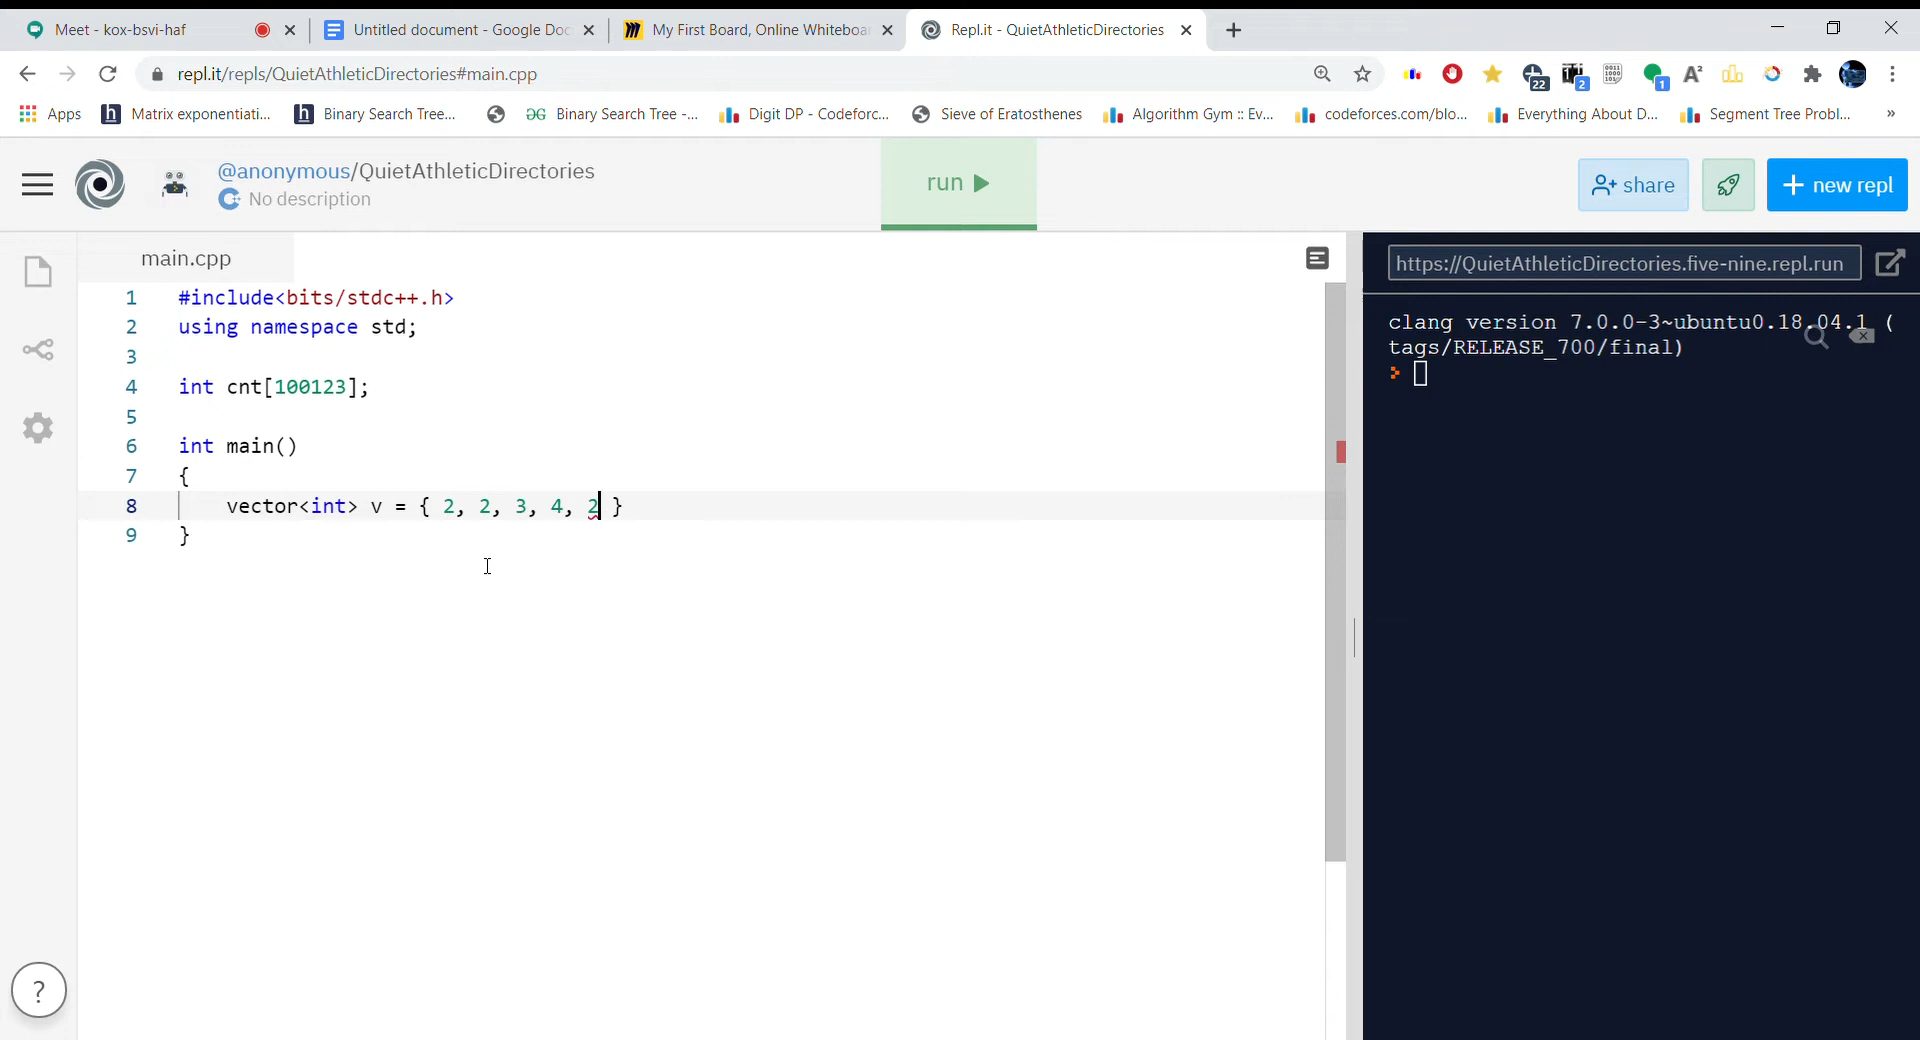 Meet - kox-bsvi-haf
Untitled document - Google Doc
My First Board, Online Whiteboar
Repl.it - QuietAthleticDirectories
repl.it/repls/QuietAthleticDirectories#main.cpp
22
2
1
A²
Apps
Matrix exponentiati...
Binary Search Tree...
Binary Search Tree -...
Digit DP - Codeforc...
Sieve of Eratosthenes
Algorithm Gym :: Ev...
codeforces.com/blo...
Everything About D...
Segment Tree Probl...
»
@anonymous/QuietAthleticDirectories
No description
run
share
+ new repl
main.cpp
https://QuietAthleticDirectories.five-nine.repl.run
1 #include<bits/stdc++.h>
2 using namespace std;
3
4 int cnt[100123];
5
6 int main()
7 {
8 vector<int> v = { 2, 2, 3, 4, 2 }
9 }
clang version 7.0.0-3~ubuntu0.18.04.1 (
tags/RELEASE_700/final)
>
?